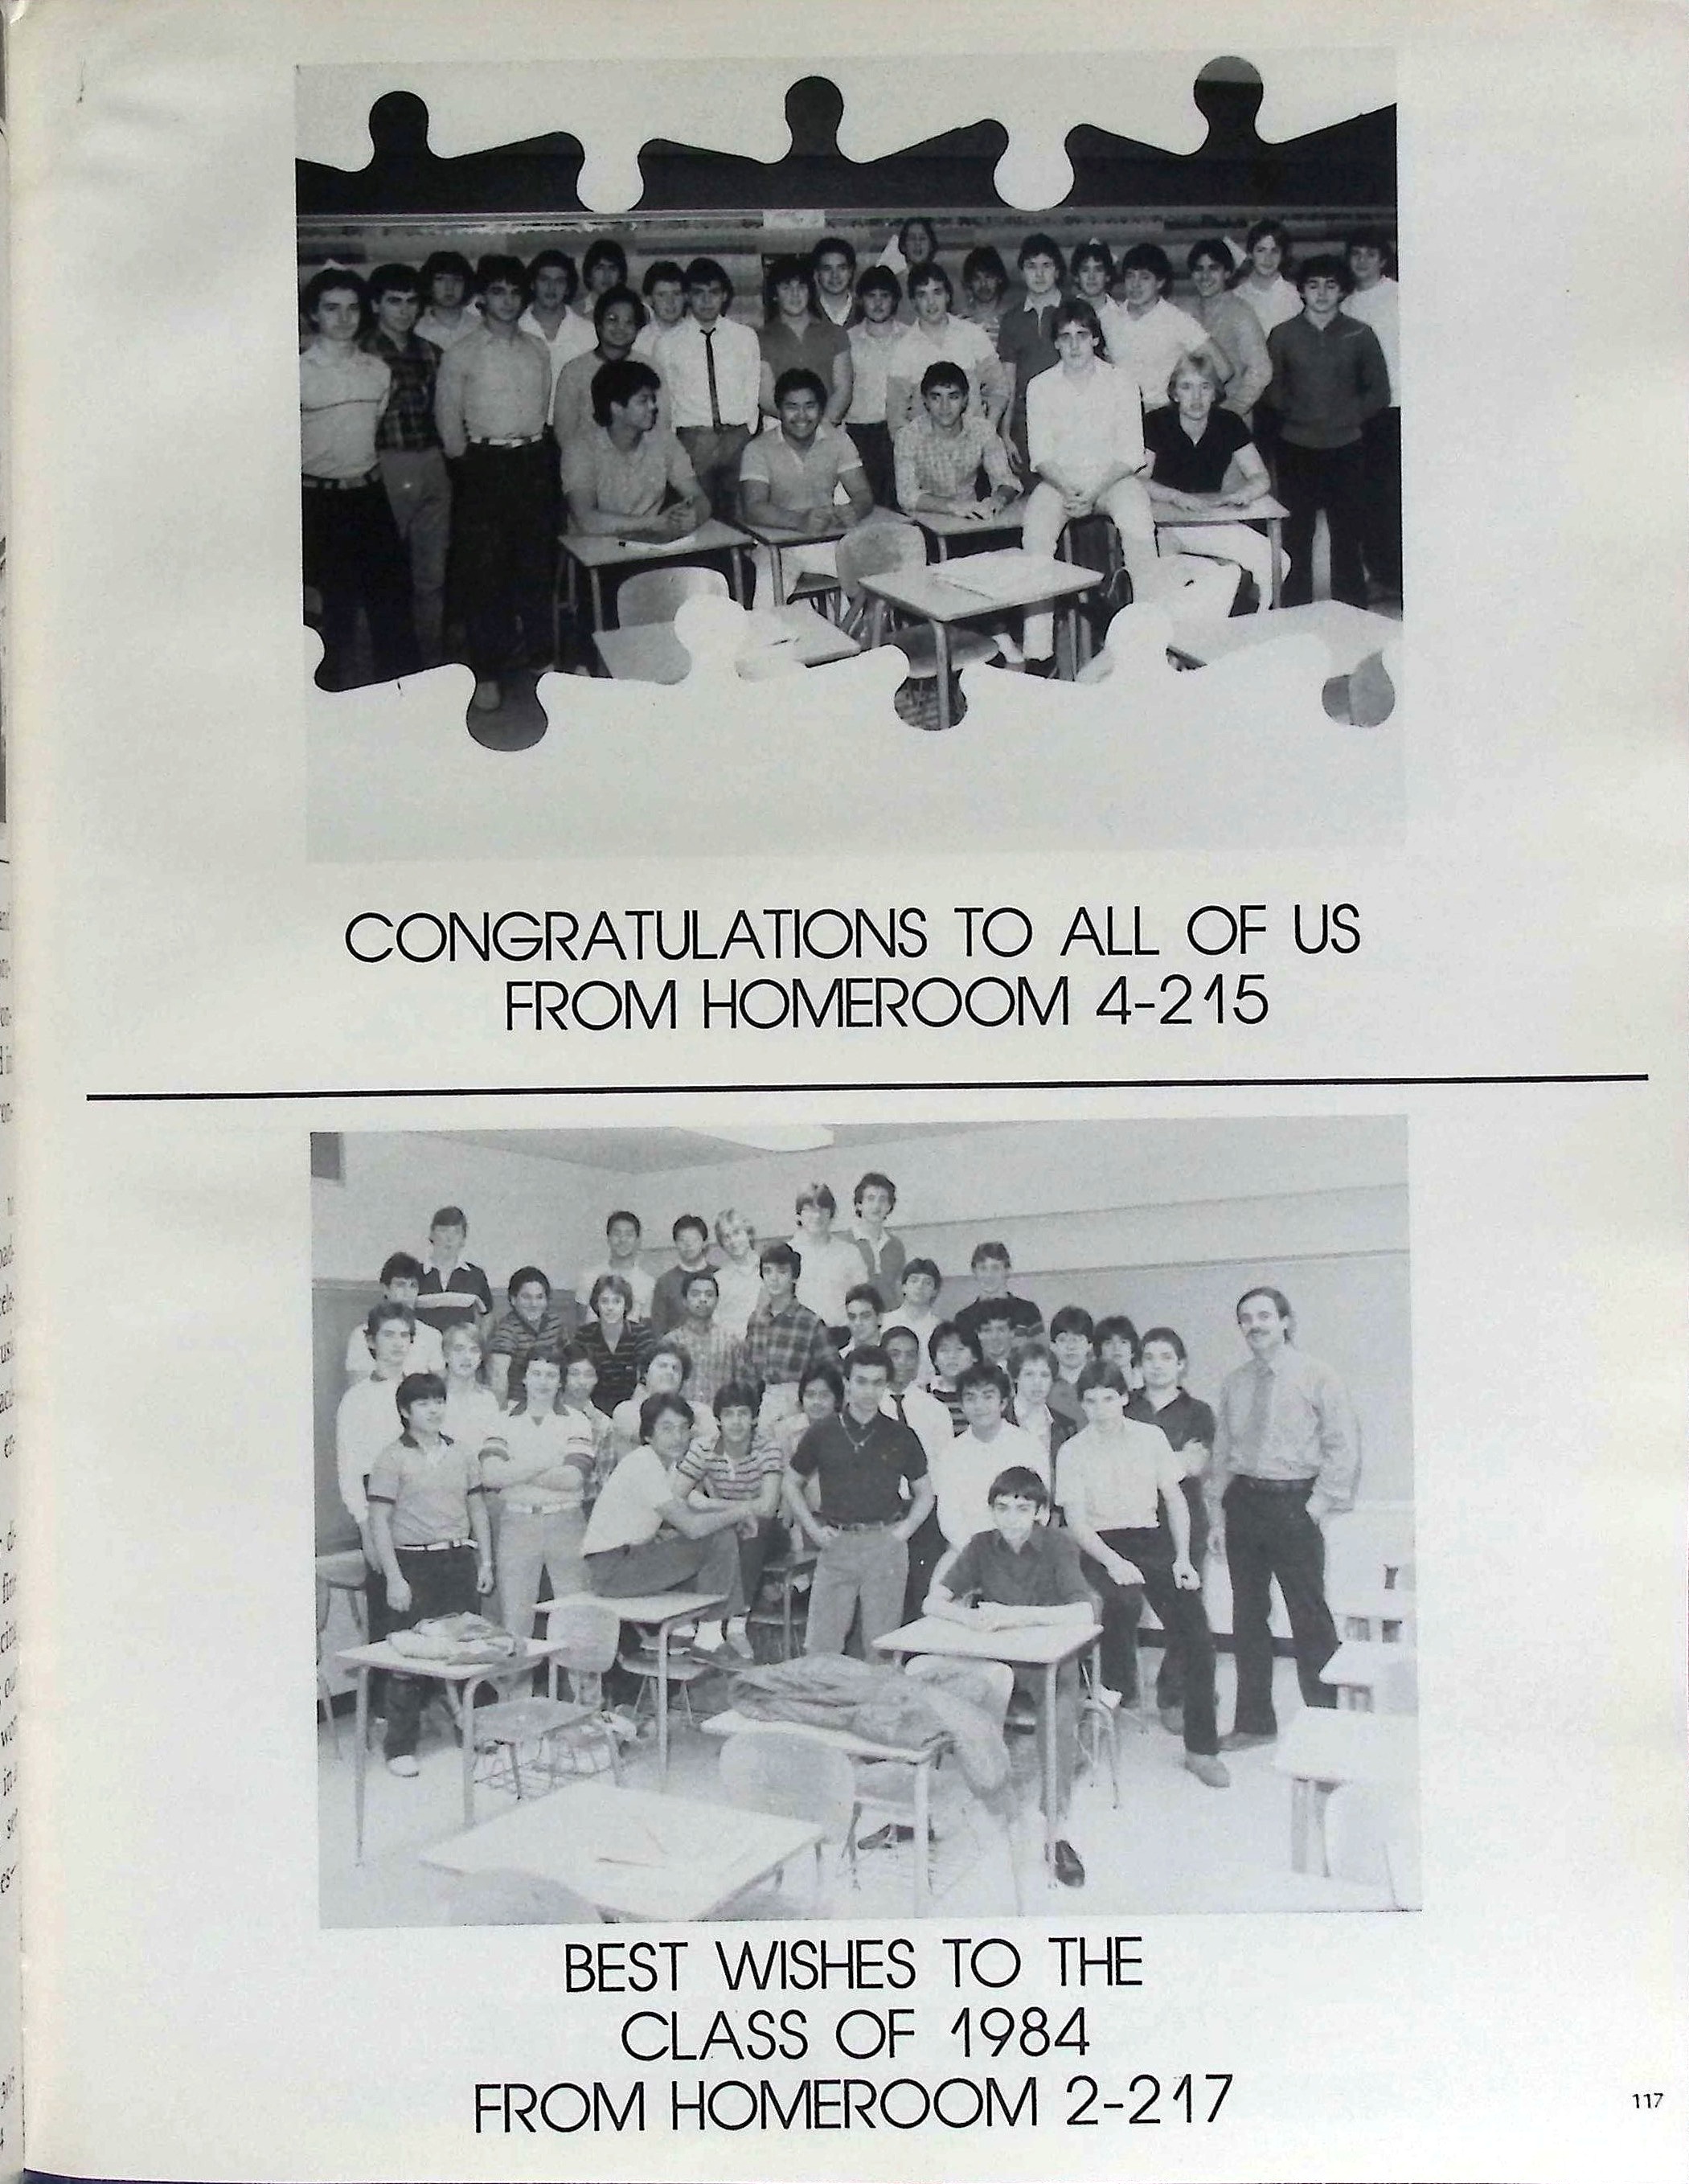 CONGRATULATIONS TO ALL OF US
FROM HOMEROOM 4-215
BEST WISHES TO THE
CLASS OF 1984
FROM HOMEROOM 2-217
117